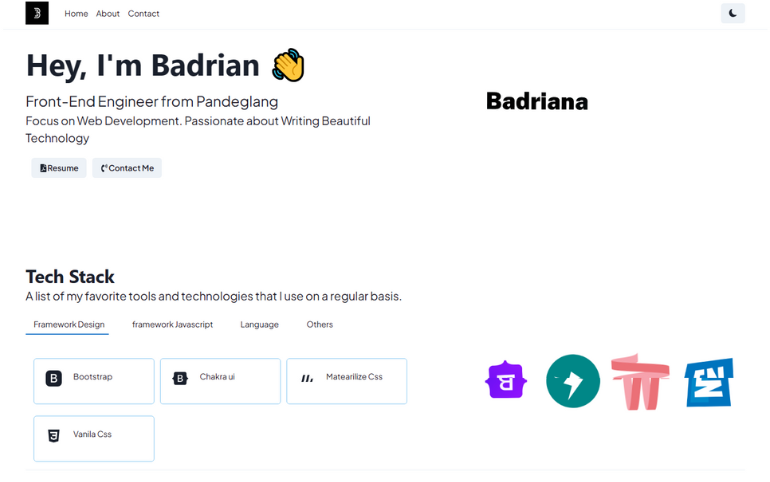 Home About Contact
Hey, I'm Badrian
Front-End Engineer from Pandeglang
Focus on Web Development. Passionate about Writing Beautiful
Technology
Resume Contact Me
Badriana
Tech Stack
A list of my favorite tools and technologies that I use on a regular basis.
Framework Design framework Javascript Language Others
Bootstrap Chakra ui Matearilize Css
Vanila Css